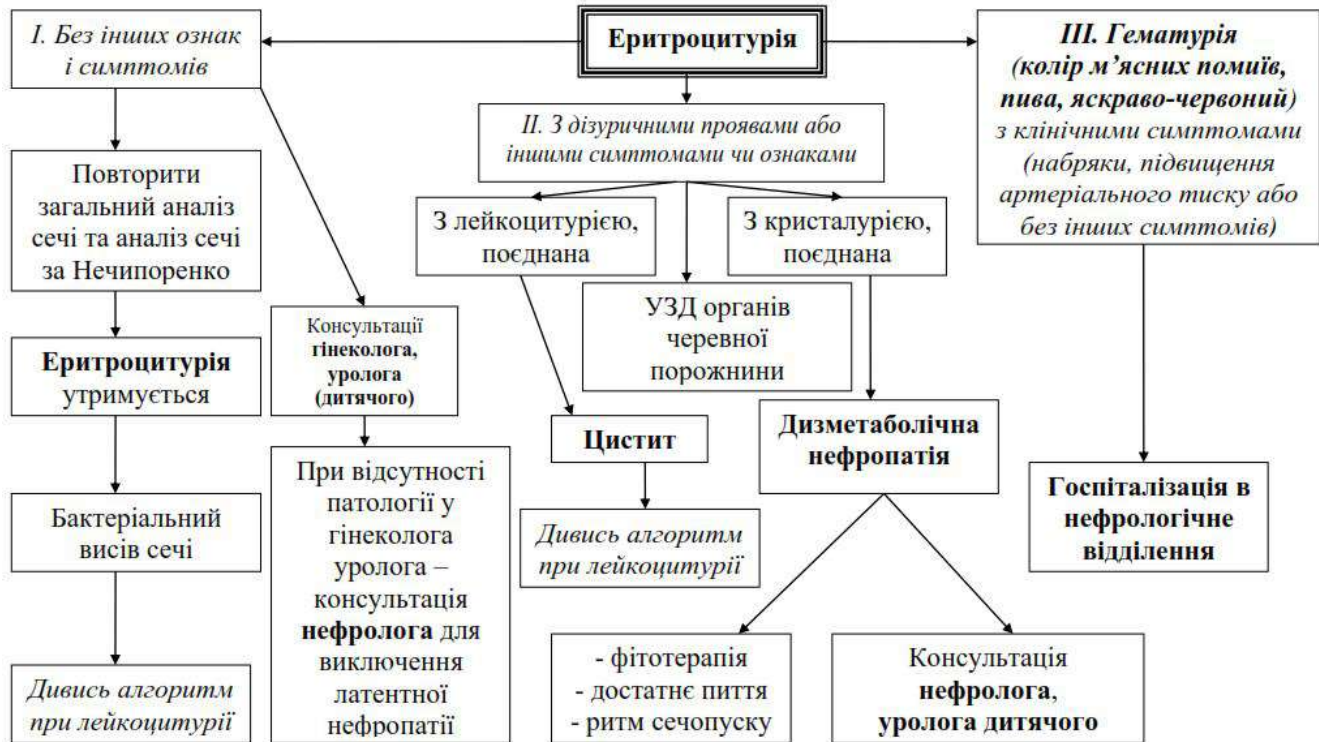 Еритроцитурія
I. Без інших ознак
і симптомів
Повторити
загальний аналіз
сечі та аналіз сечі
за Нечипоренко
Еритроцитурія
утримується
Бактеріальний
висів сечі
Дивись алгоритм
при лейкоцитурії
Консультації
гінеколога,
уролога
(дитячого)
При відсутності
патології у
гінеколога
уролога –
консультація
нефролога для
виключення
латентної
нефропатії
II. З дізуричними проявами або
іншими симптомами чи ознаками
З лейкоцитурією,
поєднана
Цистит
Дивись алгоритм
при лейкоцитурії
УЗД органів
черевної
порожнини
З кристалурією,
поєднана
Дизметаболічна
нефропатія
- фітотерапія
- достатнє пиття
- ритм сечопуску
Консультація
нефролога,
уролога дитячого
III. Гематурія
(колір м’ясних помиїв,
пива, яскраво-червоний)
з клінічними симптомами
(набряки, підвищення
артеріального тиску або
без інших симптомів)
Госпіталізація в
нефрологічне
відділення